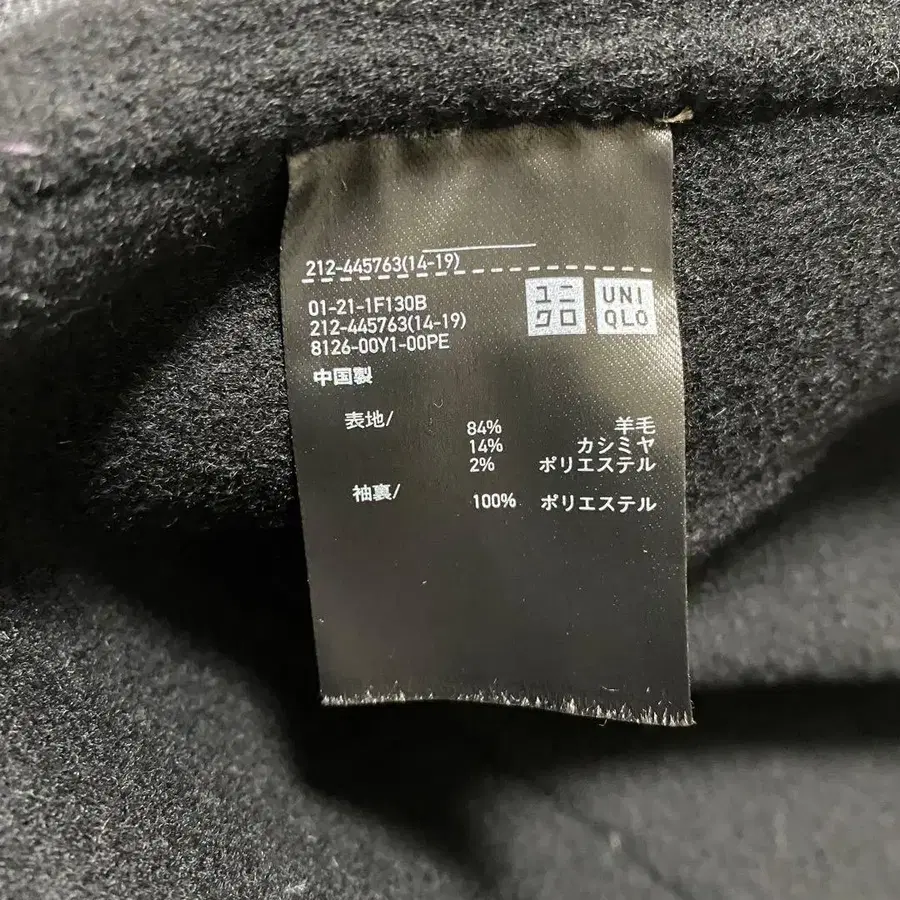 212-445763(14-19)
ユニクロ
UNIQLO
01-21-1F130B
212-445763(14-19)
8126-00Y1-00PE
中国製
表地/
84% 羊毛
14% カシミヤ
2% ポリエステル
袖裏/
100% ポリエステル